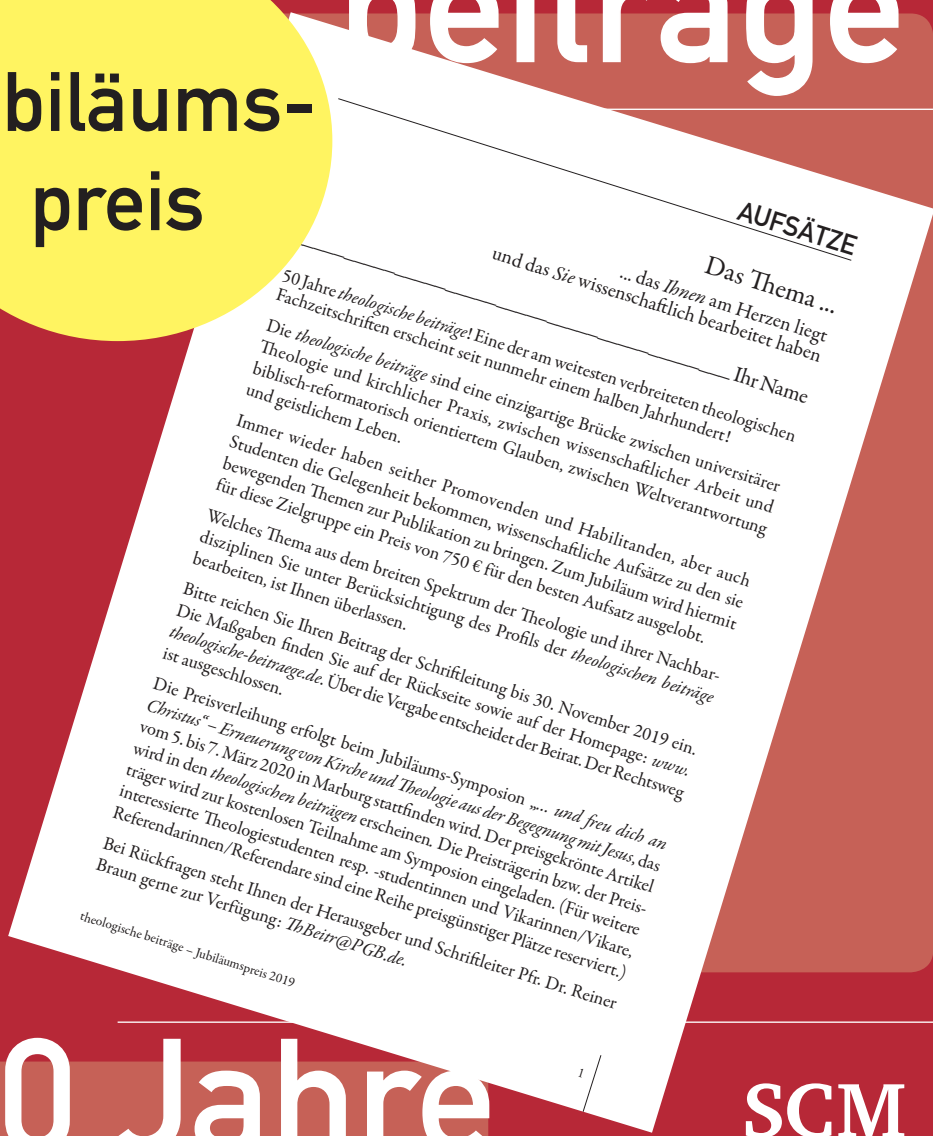 beiträge
biläums-
preis
AUFSÄTZE
Das Thema ...
... das Ihnen am Herzen liegt
und das Sie wissenschaftlich bearbeitet haben
Ihr Name
50 Jahre theologische beiträge! Eine der am weitesten verbreiteten theologischen
Fachzeitschriften erscheint seit nunmehr einem halben Jahrhundert!
Die theologische beiträge sind eine einzigartige Brücke zwischen universitärer
Theologie und kirchlicher Praxis, zwischen wissenschaftlicher Arbeit und
biblisch-reformatorisch orientiertem Glauben, zwischen Weltverantwortung
und geistlichem Leben.
Immer wieder haben seither Promovenden und Habilitanden, aber auch
Studenten die Gelegenheit bekommen, wissenschaftliche Aufsätze zu den sie
bewegenden Themen zur Publikation zu bringen. Zum Jubiläum wird hiermit
für diese Zielgruppe ein Preis von 750 € für den besten Aufsatz ausgelobt.
Welches Thema aus dem breiten Spektrum der Theologie und ihrer Nachbar-
disziplinen Sie unter Berücksichtigung des Profils der theologischen beiträge
bearbeiten, ist Ihnen überlassen.
Bitte reichen Sie Ihren Beitrag der Schriftleitung bis 30. November 2019 ein.
Die Maßgaben finden Sie auf der Rückseite sowie auf der Homepage: www.
theologische-beitraege.de. Über die Vergabe entscheidet der Beirat. Der Rechtsweg
ist ausgeschlossen.
Die Preisverleihung erfolgt beim Jubiläums-Symposion „... und freu dich an
Christus“ – Erneuerung von Kirche und Theologie aus der Begegnung mit Jesus, das
vom 5. bis 7. März 2020 in Marburg stattfinden wird. Der preisgekrönte Artikel
wird in den theologischen beiträgen erscheinen. Die Preisträgerin bzw. der Preis-
träger wird zur kostenlosen Teilnahme am Symposion eingeladen. (Für weitere
interessierte Theologiestudenten resp. -studentinnen und Vikarinnen/Vikare,
Referendarinnen/Referendare sind eine Reihe preisgünstiger Plätze reserviert.)
Bei Rückfragen steht Ihnen der Herausgeber und Schriftleiter Pfr. Dr. Reiner
Braun gerne zur Verfügung: ThBeitr@PGB.de.
theologische beiträge – Jubiläumspreis 2019
1
0 Jahre
SCM